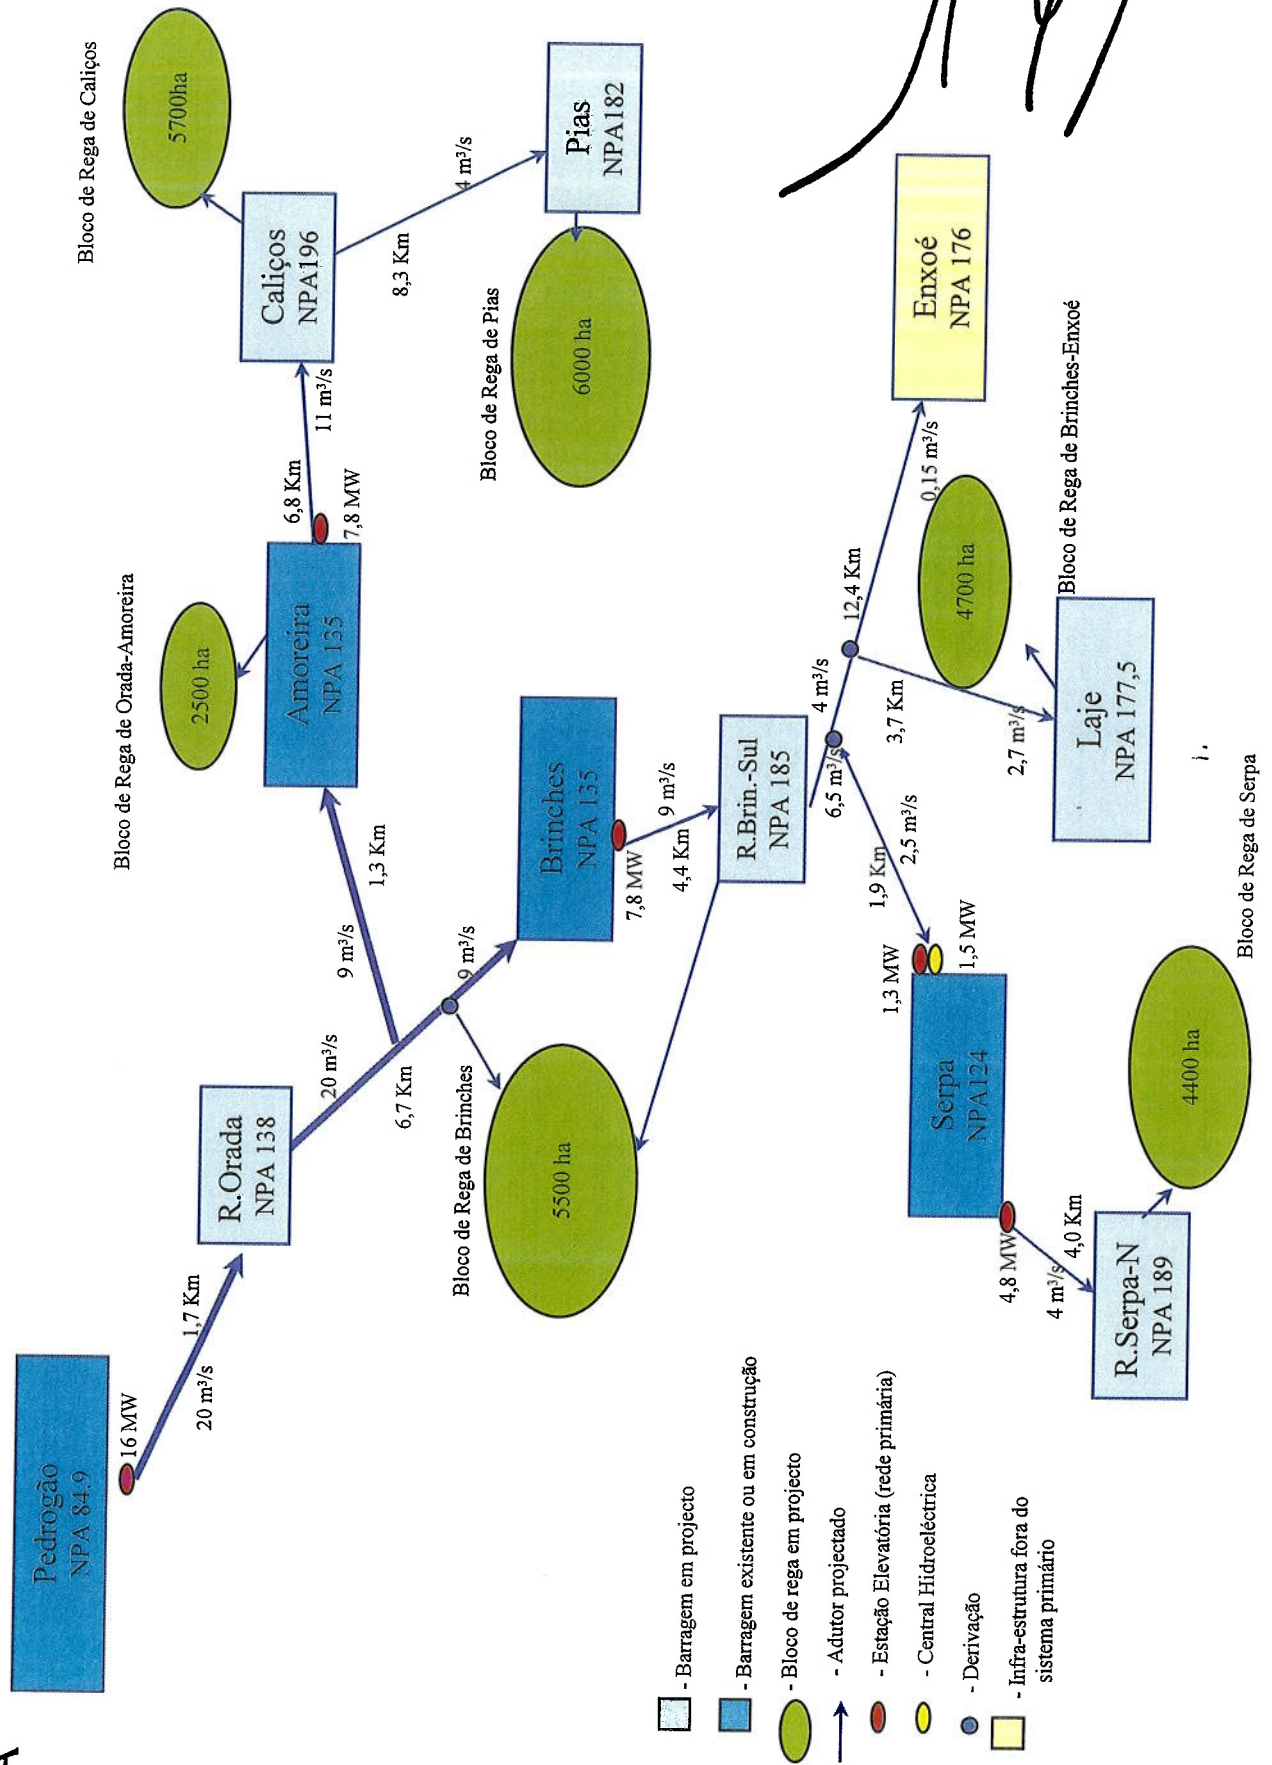 Pedrogão
NPA 84.9
16 MW
1,7 Km
20 m³/s
R.Orada
NPA 138
20 m³/s
6,7 Km
9 m³/s
1,3 Km
Bloco de Rega de Orada-Amoreira
2500 ha
Amoreira
NPA 135
6,8 Km
7,8 MW
11 m³/s
Caliços
NPA196
Bloco de Rega de Caliços
5700ha
8,3 Km
4 m³/s
Pias
NPA182
Bloco de Rega de Pias
6000 ha
9 m³/s
Bloco de Rega de Brinches
5500 ha
Brinches
NPA 135
7,8 MW
4,4 Km
9 m³/s
R.Brin.-Sul
NPA 185
6,5 m³/s
4 m³/s
12,4 Km
0,15 m³/s
Enxoé
NPA 176
3,7 Km
2,7 m³/s
4700 ha
Bloco de Rega de Brinches-Enxoé
Laje
NPA 177,5
1,9 Km
2,5 m³/s
1,3 MW
1,5 MW
Serpa
NPA124
4,8 MW
4 m³/s
4,0 Km
R.Serpa-N
NPA 189
4400 ha
Bloco de Rega de Serpa
- Barragem em projecto
- Barragem existente ou em construção
- Bloco de rega em projecto
- Adutor projectado
- Estação Elevatória (rede primária)
- Central Hidroeléctrica
- Derivação
- Infra-estrutura fora do
sistema primário